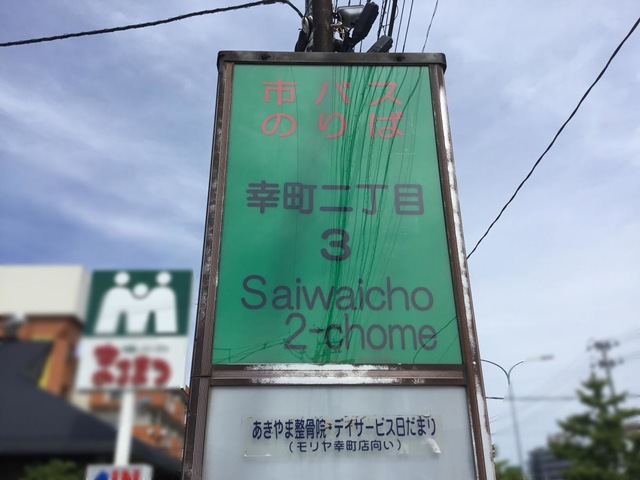 市バス
のりば
幸町二丁目
3
Saiwaicho
2-chome
あきやま整骨院・デイサービス日だまり
(モリヤ幸町店向い)
IN